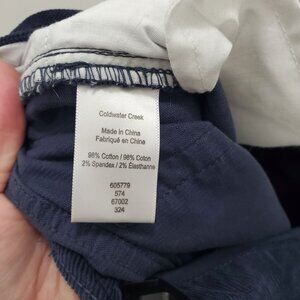 Coldwater Creek
Made in China
Fabriqué en China
98% Cotton / 98% Coton
2% Spandex / 2% Élasthanne
605779
574
67002
324